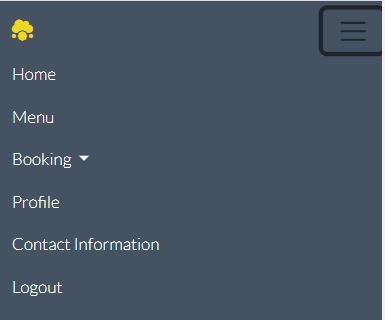 Home
Menu
Booking
Profile
Contact Information
Logout